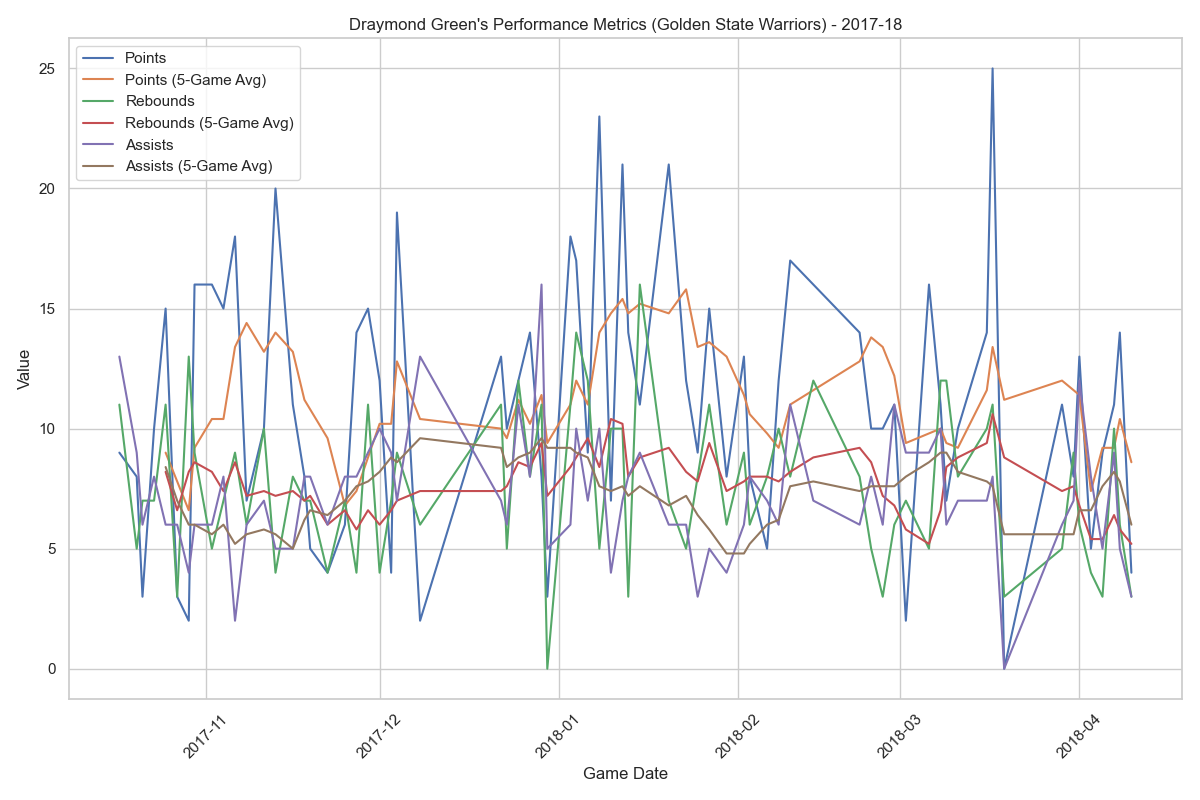 Draymond Green's Performance Metrics (Golden State Warriors) - 2017-18
Points
Points (5-Game Avg)
Rebounds
Rebounds (5-Game Avg)
Assists
Assists (5-Game Avg)
Value
25
20
15
10
5
0
2017-11
2017-12
2018-01
2018-02
2018-03
2018-04
Game Date